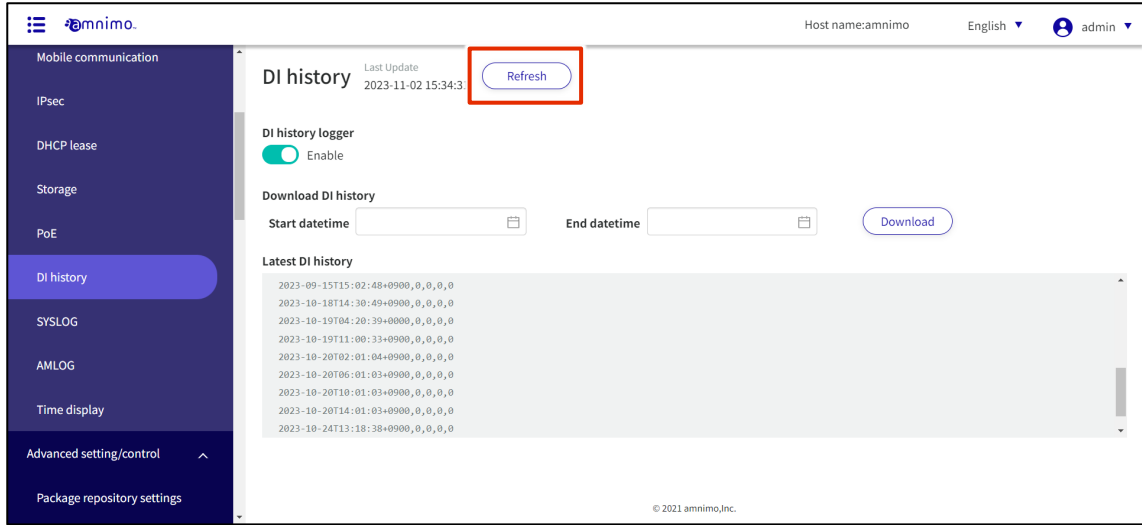 amnimo
Host name:amnimo
English
admin
Mobile communication
IPsec
DHCP lease
Storage
PoE
DI history
SYSLOG
AMLOG
Time display
Advanced setting/control
Package repository settings
DI history
Last Update
2023-11-02 15:34:3
Refresh
DI history logger
Enable
Download DI history
Start datetime
End datetime
Download
Latest DI history
2023-09-15T15:02:48+0900,0,0,0,0
2023-10-18T14:30:49+0900,0,0,0,0
2023-10-19T04:20:39+0000,0,0,0,0
2023-10-19T11:00:33+0900,0,0,0,0
2023-10-20T02:01:04+0900,0,0,0,0
2023-10-20T06:01:03+0900,0,0,0,0
2023-10-20T10:01:03+0900,0,0,0,0
2023-10-20T14:01:03+0900,0,0,0,0
2023-10-24T13:18:38+0900,0,0,0,0
© 2021 amnimo,Inc.